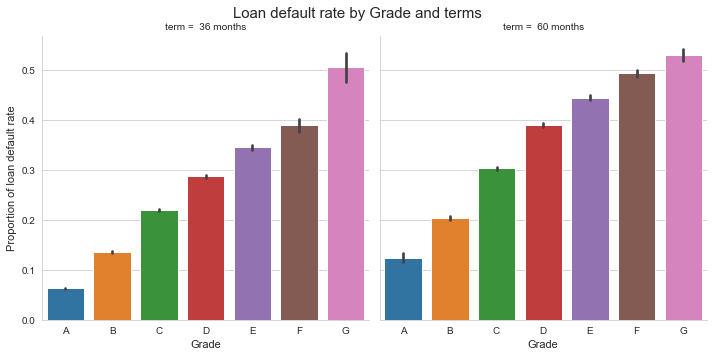 Loan default rate by Grade and terms
term = 36 months
term = 60 months
Proportion of loan default rate
0.5
0.4
0.3
0.2
0.1
0.0
A B C D E F G
A B C D E F G
Grade
Grade